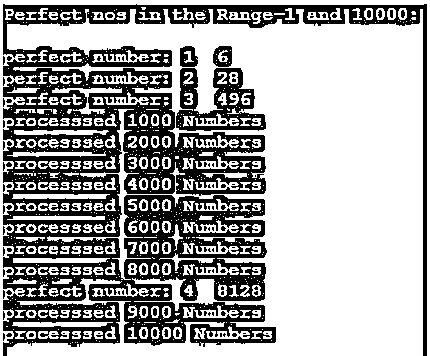 Perfect nos in the Range-1 and 10000:
perfect number: 1 6
perfect number: 2 28
perfect number: 3 496
processsed 1000 Numbers
processsed 2000 Numbers
processsed 3000 Numbers
processsed 4000 Numbers
processsed 5000 Numbers
processsed 6000 Numbers
processsed 7000 Numbers
processsed 8000 Numbers
perfect number: 4 8128
processsed 9000 Numbers
processsed 10000 Numbers